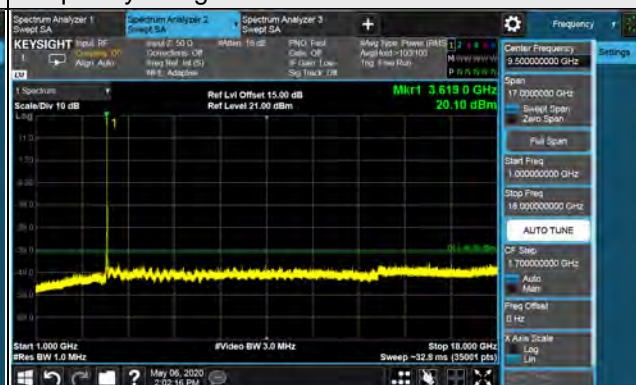 Spectrum Analyzer 1
Swept SA
Spectrum Analyzer 2
Swept SA
Spectrum Analyzer 3
Swept SA
+
Frequency
KEYSIGHT
Input: RF
Align: Auto
Input Z: 50 Ω
Corrections: Off
Freq Ref: Int (S)
NFE: Adaptive
#Atten: 16 dB
PNO: Fast
Gate: Off
IF Gain: Low
Sig Track: Off
#Avg Type: Power (RMS)
Avg|Hold: >100/100
Trig: Free Run
LW
1 Spectrum
Scale/Div 10 dB
Log
Ref Lvl Offset 15.00 dB
Ref Level 21.00 dBm
Mkr1 3.619 0 GHz
20.10 dBm
1
11.0
Start 1.000 GHz
#Res BW 1.0 MHz
#Video BW 3.0 MHz
Stop 18.000 GHz
Sweep ~32.8 ms (35001 pts)
May 06, 2020
2:02:16 PM
Settings
Center Frequency
9.500000000 GHz
Span
17.0000000 GHz
Swept Span
Zero Span
Full Span
Start Freq
1.000000000 GHz
Stop Freq
18.000000000 GHz
AUTO TUNE
CF Step
1.700000000 GHz
Auto
Man
Freq Offset
0 Hz
X Axis Scale
Log
Lin